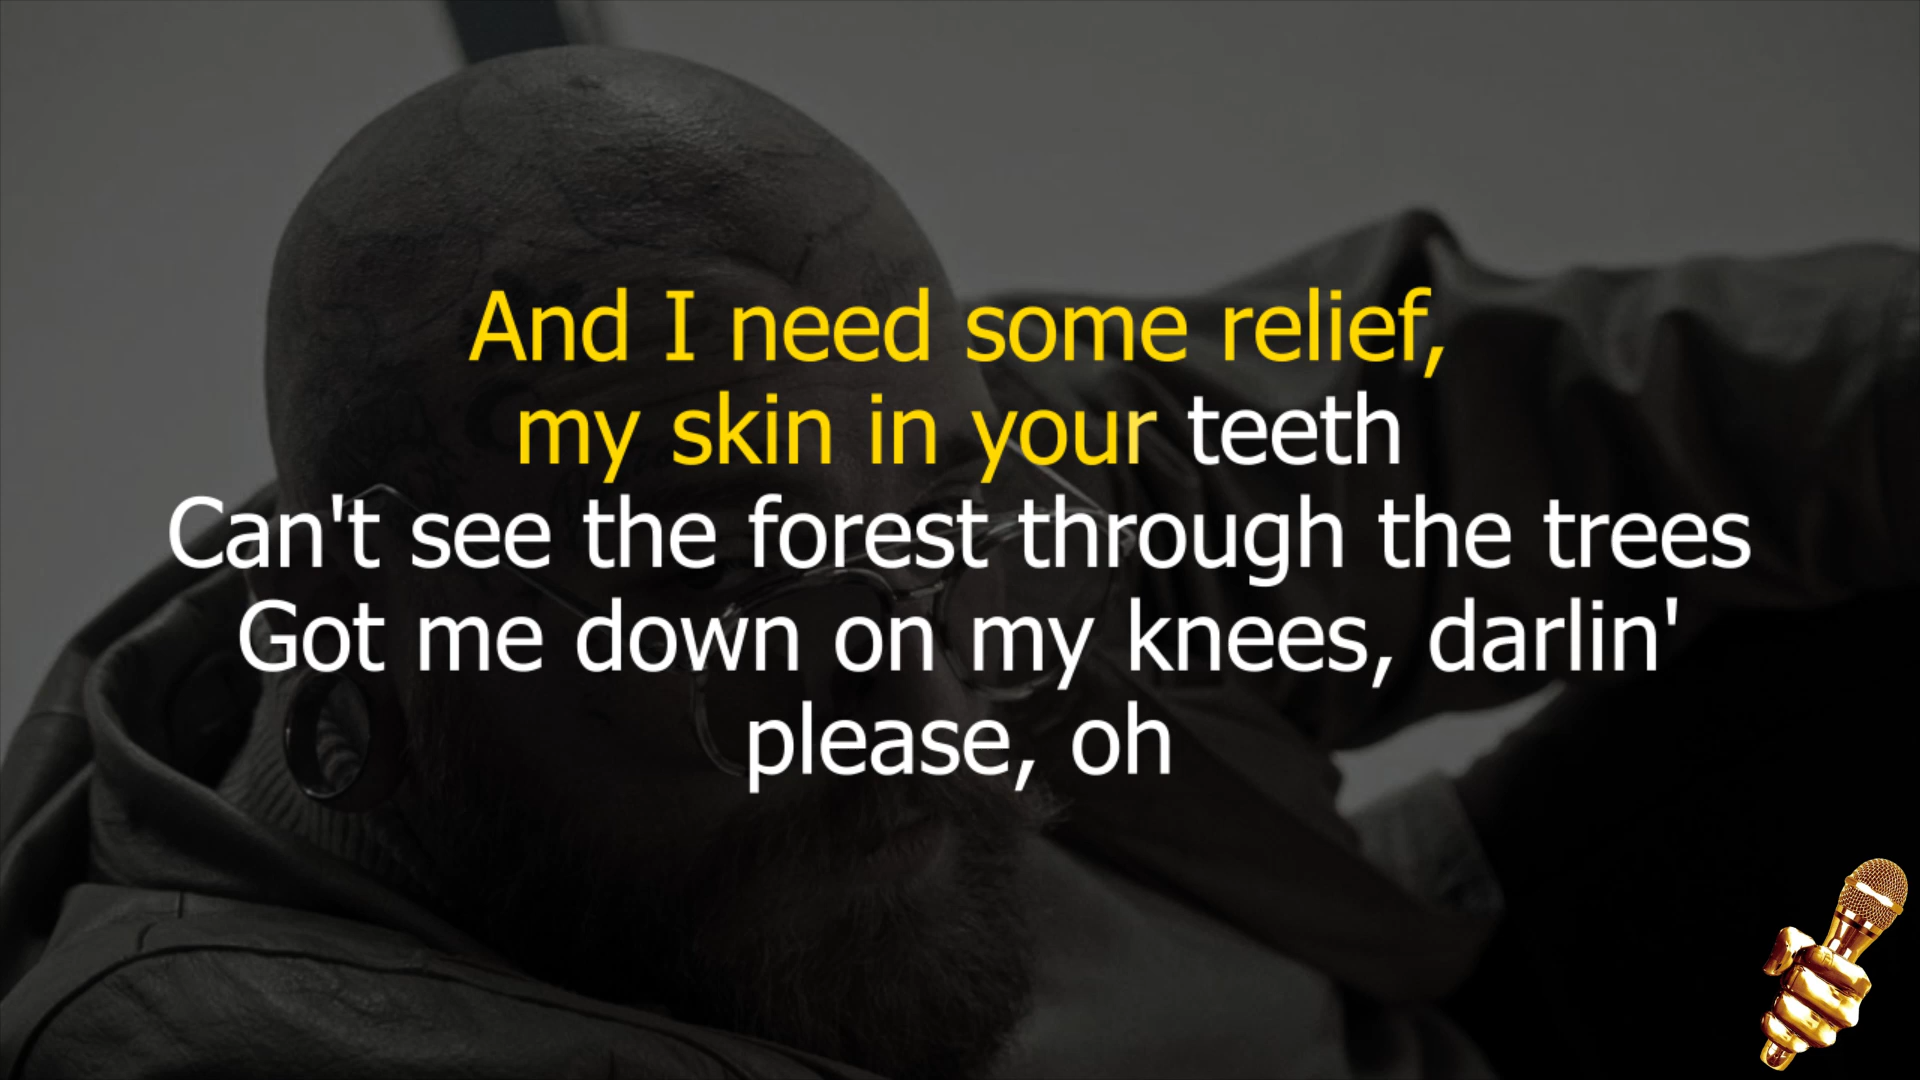 And I need some relief,
my skin in your teeth
Can't see the forest through the trees
Got me down on my knees, darlin'
please, oh